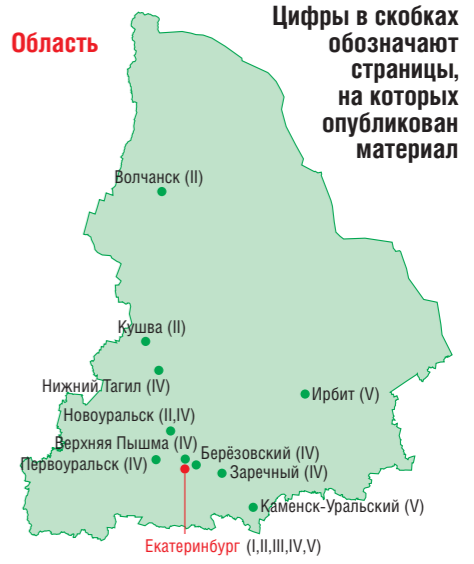 Область
Цифры в скобках
обозначают
страницы,
на которых
опубликован
материал
Волчанск (II)
Кушва (II)
Нижний Тагил (IV)
Ирбит (V)
Новоуральск (II,IV)
Верхняя Пышма (IV)
Берёзовский (IV)
Первоуральск (IV)
Заречный (IV)
Каменск-Уральский (V)
Екатеринбург (I,II,III,IV,V)